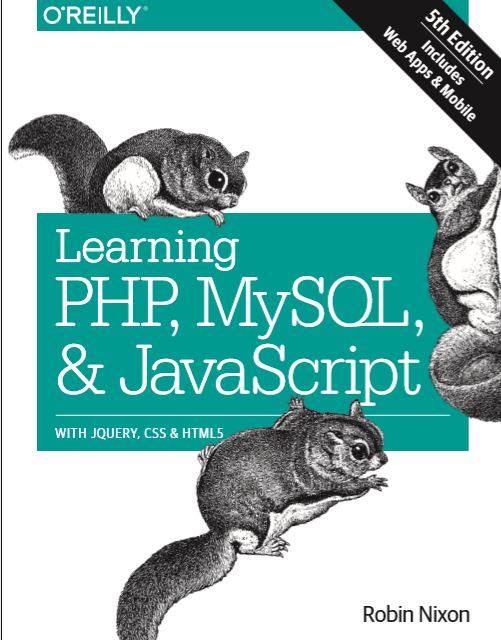 O'REILLY®
5th Edition
Includes
Web Apps & Mobile
Learning
PHP, MySQL,
& JavaScript
WITH JQUERY, CSS & HTML5
Robin Nixon